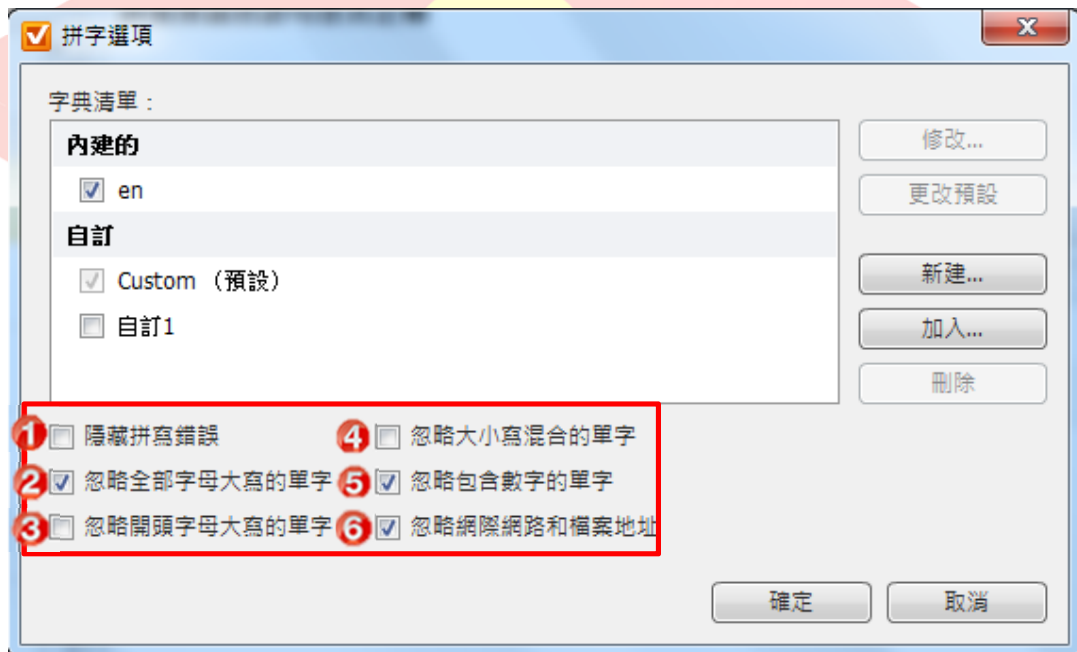 拼字選項
字典清單：
內建的
修改...
en
更改預設
自訂
Custom （預設）
新建...
自訂1
加入...
刪除
1 隱藏拼寫錯誤 4 忽略大小寫混合的單字
2 忽略全部字母大寫的單字 5 忽略包含數字的單字
3 忽略開頭字母大寫的單字 6 忽略網際網路和檔案地址
確定 取消